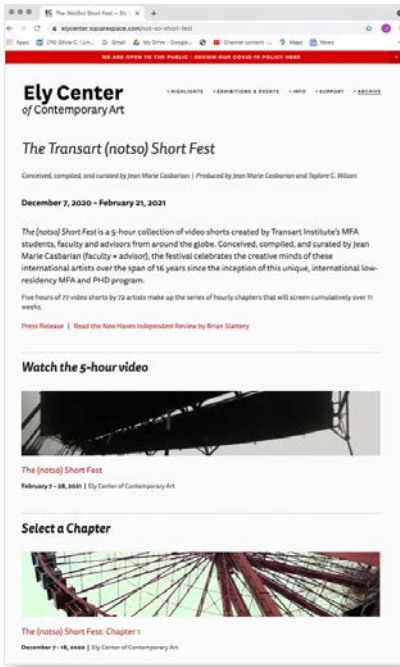 The (NotSo) Short Fest — Ely
elycenter.squarespace.com/not-so-short-fest
Apps
Gmail
My Drive - Google...
Channel content -...
Maps
News
WE ARE OPEN TO THE PUBLIC - REVIEW OUR COVID-19 POLICY HERE
Ely Center
of Contemporary Art
+ HIGHLIGHTS + EXHIBITIONS & EVENTS + INFO + SUPPORT + ARCHIVE
The Transart (notso) Short Fest
Conceived, compiled, and curated by Jean Marie Casbarian | Produced by Jean Marie Casbarian and Taylore C. Wilson
December 7, 2020 – February 21, 2021
The (notso) Short Fest is a 5-hour collection of video shorts created by Transart Institute's MFA
students, faculty and advisors from around the globe. Conceived, compiled, and curated by Jean
Marie Casbarian (faculty + advisor), the festival celebrates the creative minds of these
international artists over the span of 16 years since the inception of this unique, international low-
residency MFA and PHD program.
Five hours of 77 video shorts by 72 artists make up the series of hourly chapters that will screen cumulatively over 11
weeks.
Press Release | Read the New Haven Independent Review by Brian Slattery
Watch the 5-hour video
The (notso) Short Fest
February 7 – 28, 2021 | Ely Center of Contemporary Art
Select a Chapter
The (notso) Short Fest: Chapter 1
December 7 - 18, 2020 | Ely Center of Contemporary Art